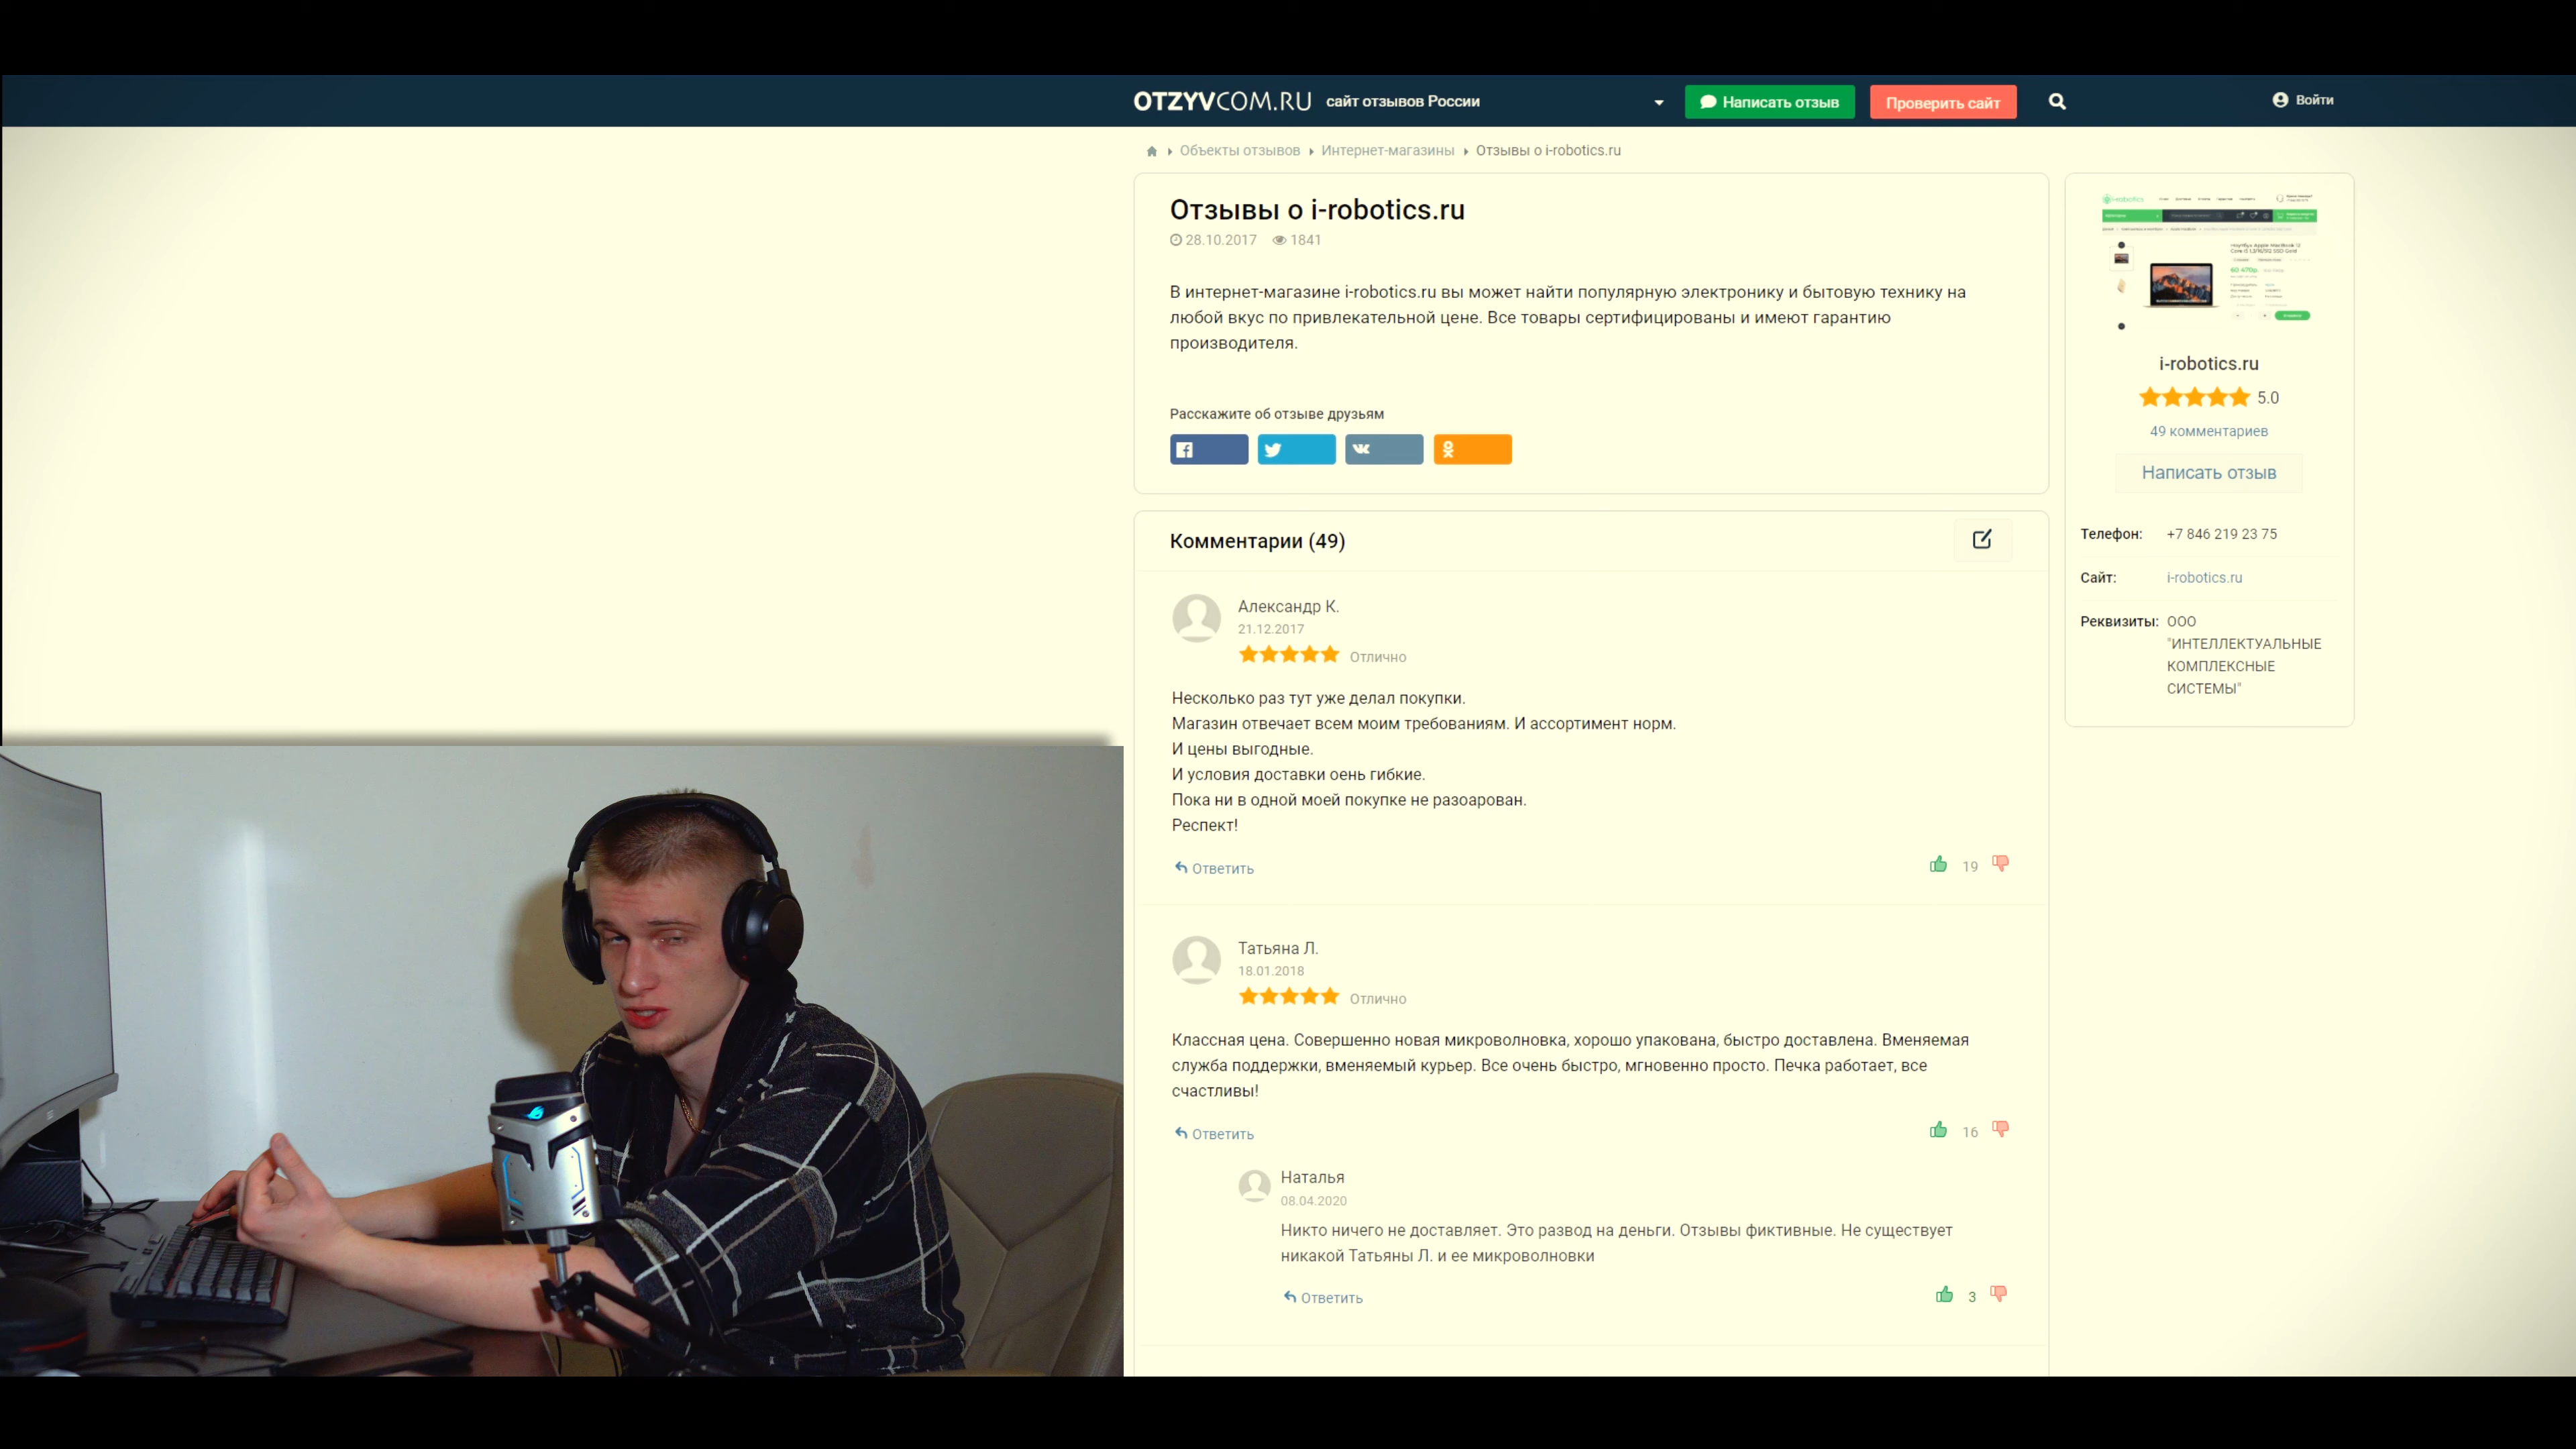 OTZYVCOM.RU сайт отзывов России
Написать отзыв
Проверить сайт
Войти
Объекты отзывов
Интернет-магазины
Отзывы о i-robotics.ru
Отзывы о i-robotics.ru
28.10.2017 1841
В интернет-магазине i-robotics.ru вы может найти популярную электронику и бытовую технику на
любой вкус по привлекательной цене. Все товары сертифицированы и имеют гарантию
производителя.
Расскажите об отзыве друзьям
Комментарии (49)
Александр К.
21.12.2017
Отлично
Несколько раз тут уже делал покупки.
Магазин отвечает всем моим требованиям. И ассортимент норм.
И цены выгодные.
И условия доставки оень гибкие.
Пока ни в одной моей покупке не разоарован.
Респект!
Ответить
19
Татьяна Л.
18.01.2018
Отлично
Классная цена. Совершенно новая микроволновка, хорошо упакована, быстро доставлена. Вменяемая
служба поддержки, вменяемый курьер. Все очень быстро, мгновенно просто. Печка работает, все
счастливы!
Ответить
16
Наталья
08.04.2020
Никто ничего не доставляет. Это развод на деньги. Отзывы фиктивные. Не существует
никакой Татьяны Л. и ее микроволновки
Ответить
3
i-robotics.ru
5.0
49 комментариев
Написать отзыв
Телефон: +7 846 219 23 75
Сайт: i-robotics.ru
Реквизиты: ООО
"ИНТЕЛЛЕКТУАЛЬНЫЕ
КОМПЛЕКСНЫЕ
СИСТЕМЫ"